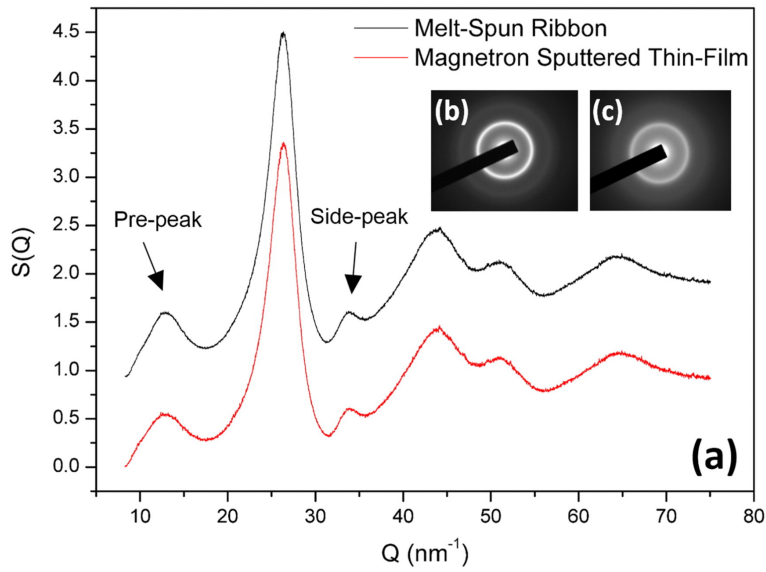 Melt-Spun Ribbon
Magnetron Sputtered Thin-Film
(b)
(c)
Pre-peak
Side-peak
S(Q)
4.5
4.0
3.5
3.0
2.5
2.0
1.5
1.0
0.5
0.0
(a)
10 20 30 40 50 60 70 80
Q (nm⁻¹)